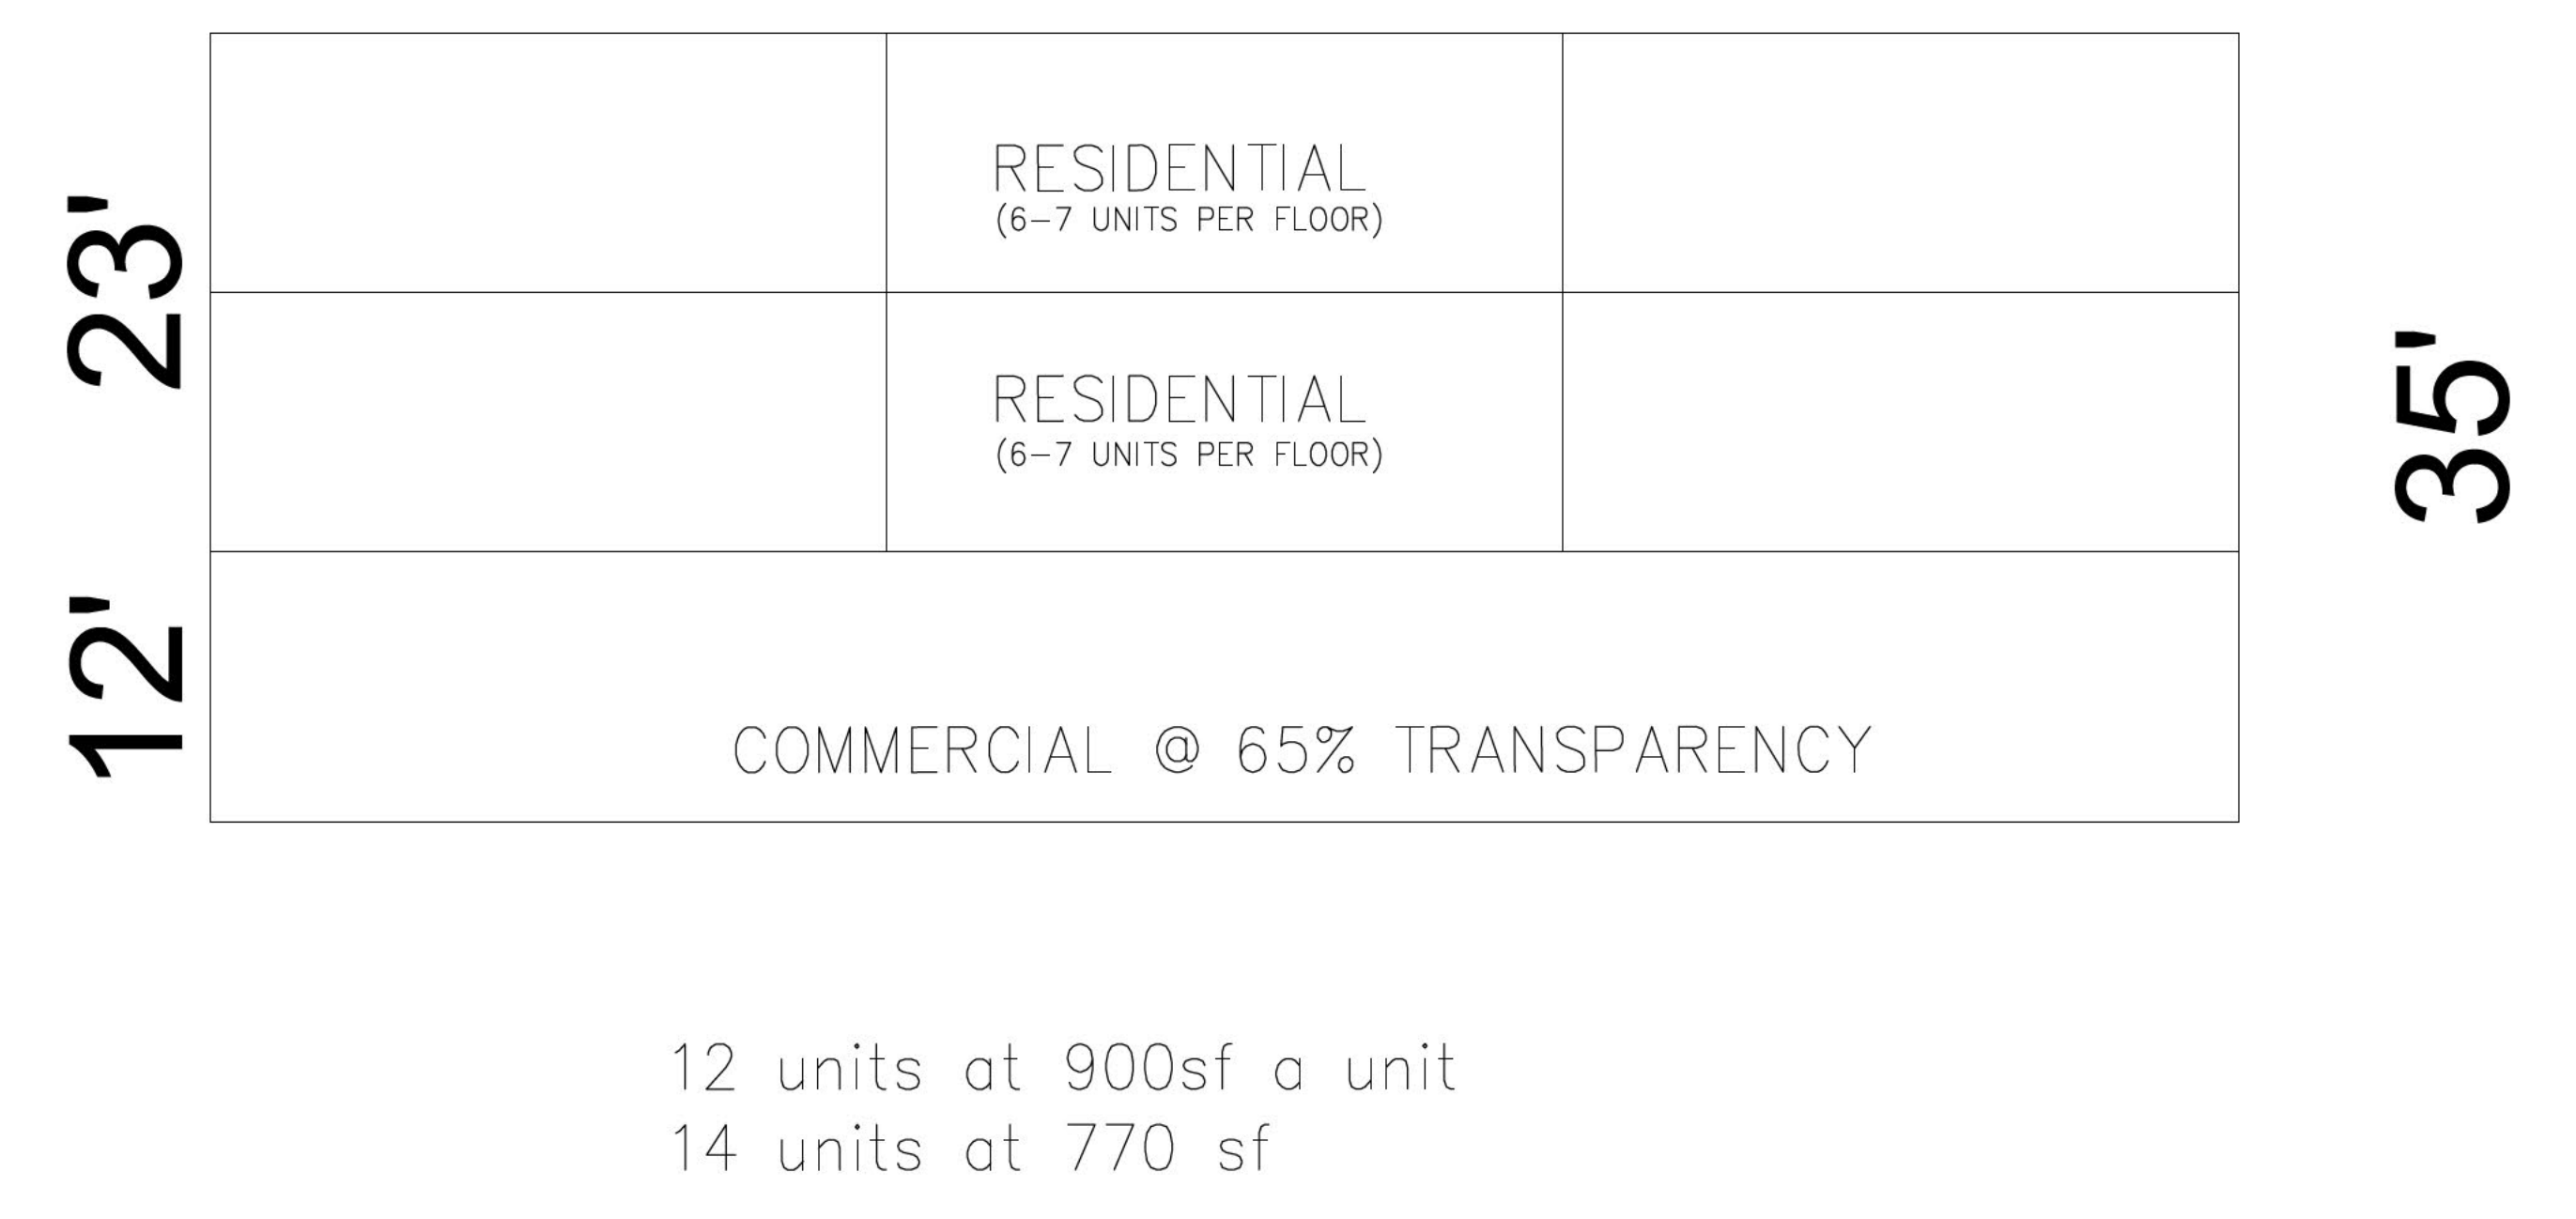 RESIDENTIAL
(6-7 UNITS PER FLOOR)
23'
RESIDENTIAL
(6-7 UNITS PER FLOOR)
35'
12'
COMMERCIAL @ 65% TRANSPARENCY
12 units at 900sf a unit
14 units at 770 sf